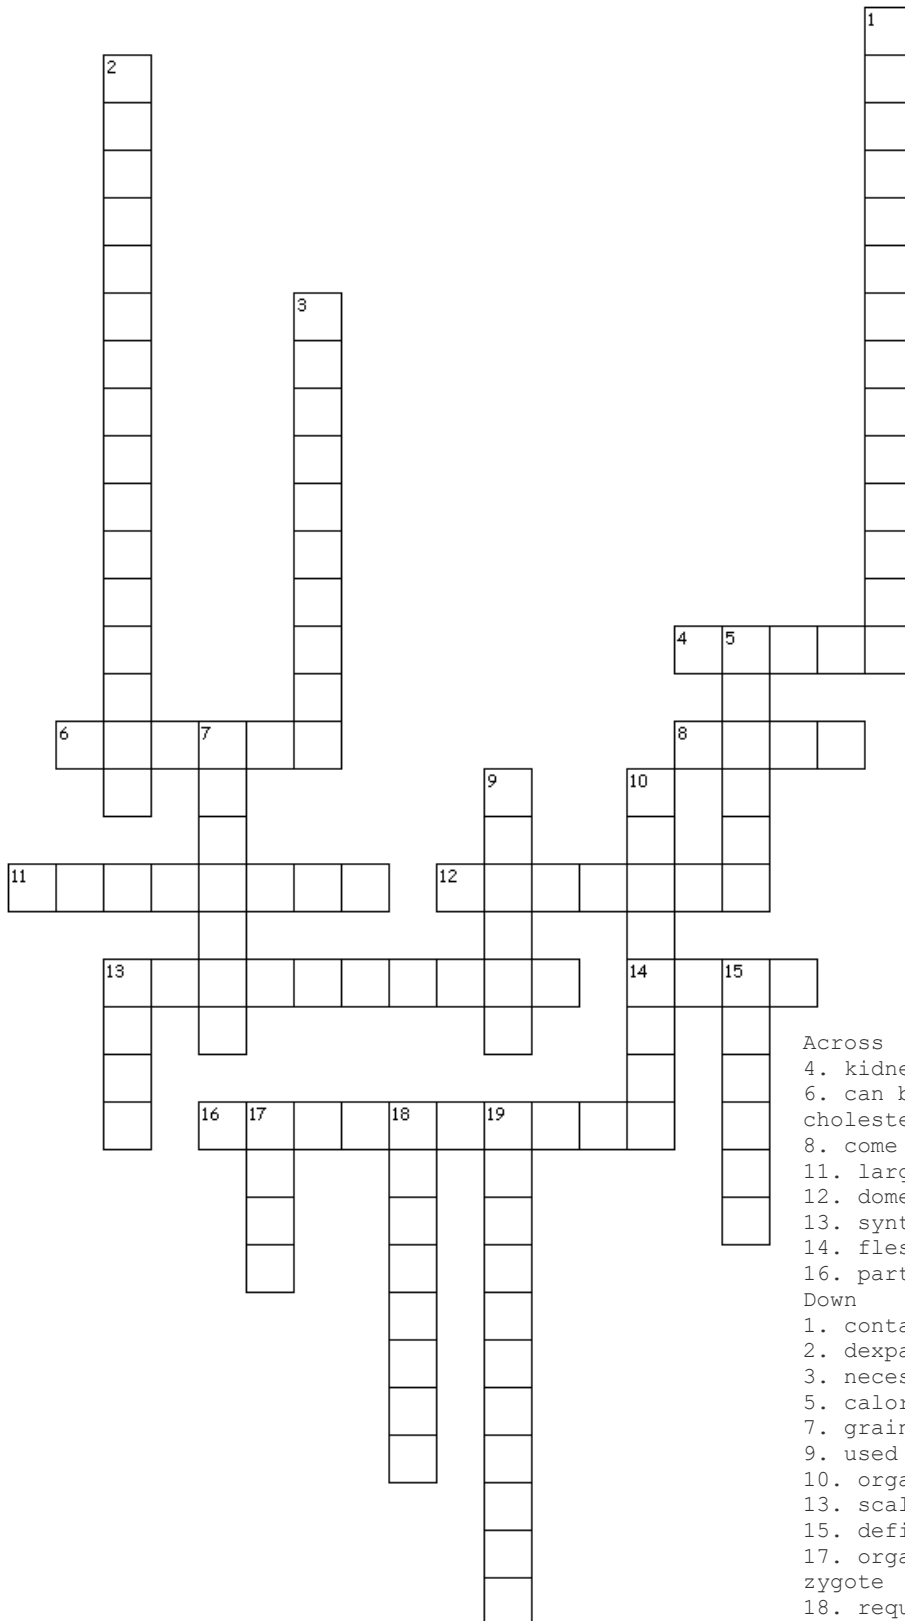 1
2
3
4 5
6 7 8
9 10
11 12
13 14 15
16 17 18 19
Across
4. kidne
6. can b
choleste
8. come
11. larg
12. dome
13. synt
14. fles
16. part
Down
1. conta
2. dexpa
3. neces
5. calor
7. grain
9. used
10. orga
13. scal
15. defi
17. orga
zygote
18. requ